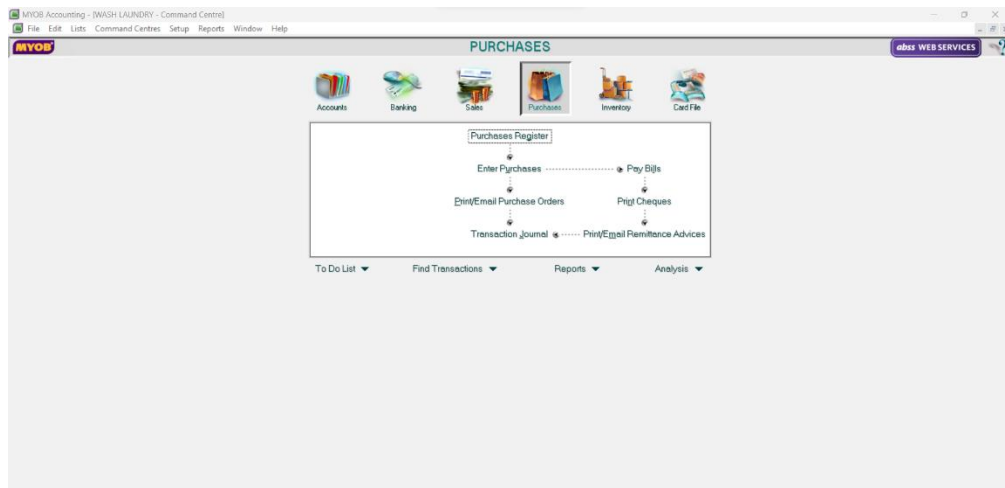 MYOB Accounting - [WASH LAUNDRY - Command Centre]
File Edit Lists Command Centres Setup Reports Window Help
MYOB PURCHASES abss WEB SERVICES
Accounts Banking Sales Purchases Inventory Card File
Purchases Register
Enter Purchases Pay Bills
Print/Email Purchase Orders Print Cheques
Transaction Journal Print/Email Remittance Advices
To Do List Find Transactions Reports Analysis